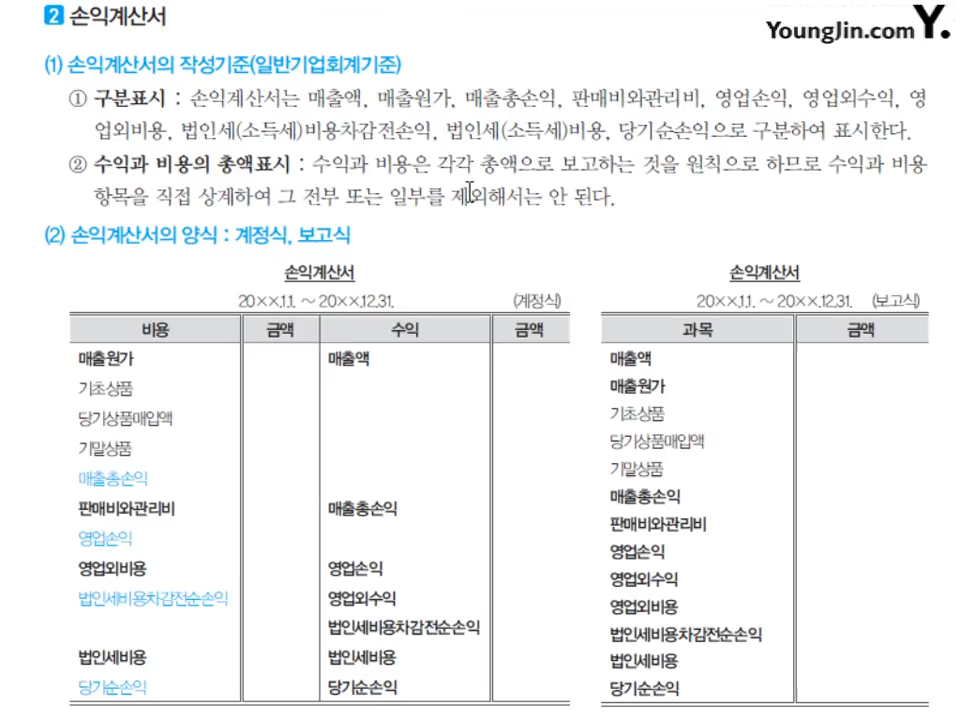 2 손익계산서
YoungJin.com Y.
(1) 손익계산서의 작성기준(일반기업회계기준)
① 구분표시 : 손익계산서는 매출액, 매출원가, 매출총손익, 판매비와관리비, 영업손익, 영업외수익, 영
업외비용, 법인세(소득세)비용차감전손익, 법인세(소득세)비용, 당기순손익으로 구분하여 표시한다.
② 수익과 비용의 총액표시 : 수익과 비용은 각각 총액으로 보고하는 것을 원칙으로 하므로 수익과 비용
항목을 직접 상계하여 그 전부 또는 일부를 제외해서는 안 된다.
(2) 손익계산서의 양식 : 계정식, 보고식
손익계산서
20××.1.1. ~ 20××.12.31. (계정식)
비용 금액 수익 금액
매출원가 매출액
기초상품
당기상품매입액
기말상품
매출총손익
판매비와관리비 매출총손익
영업손익
영업외비용 영업손익
법인세비용차감전순손익 영업외수익
법인세비용차감전순손익
법인세비용 법인세비용
당기순손익 당기순손익
손익계산서
20××.1.1. ~ 20××.12.31. (보고식)
과목 금액
매출액
매출원가
기초상품
당기상품매입액
기말상품
매출총손익
판매비와관리비
영업손익
영업외수익
영업외비용
법인세비용차감전순손익
법인세비용
당기순손익